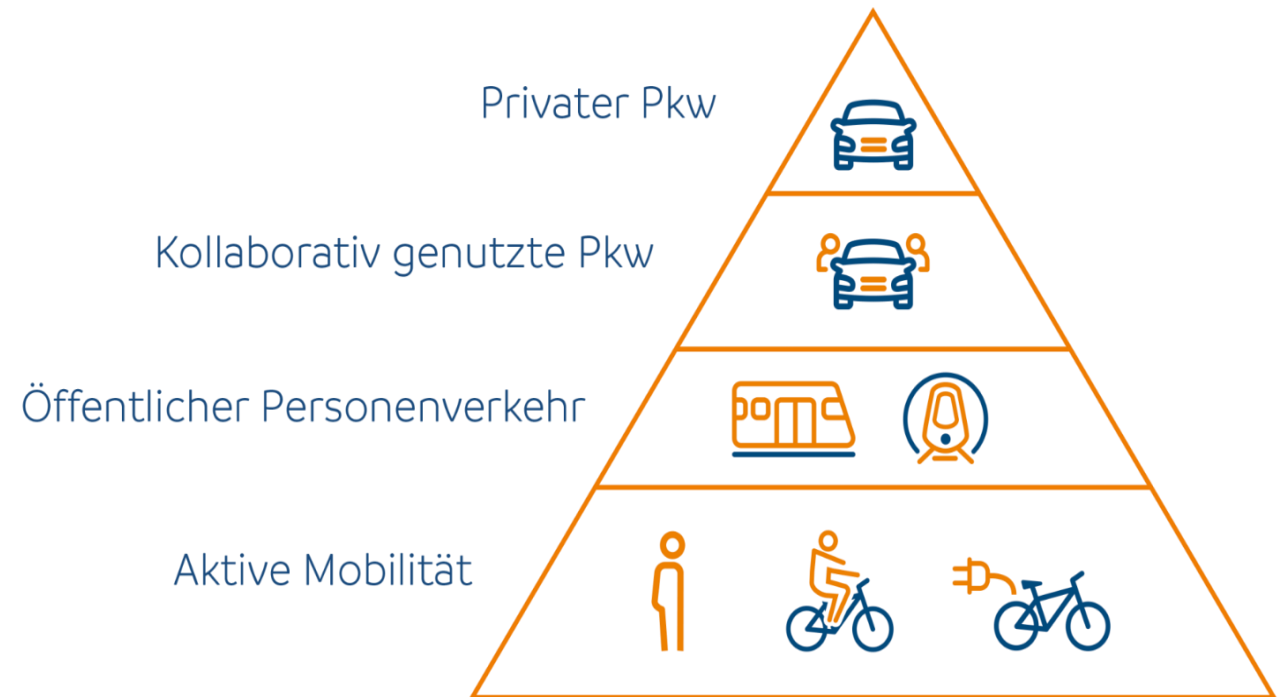 Privater Pkw
Kollaborativ genutzte Pkw
Öffentlicher Personenverkehr
Aktive Mobilität